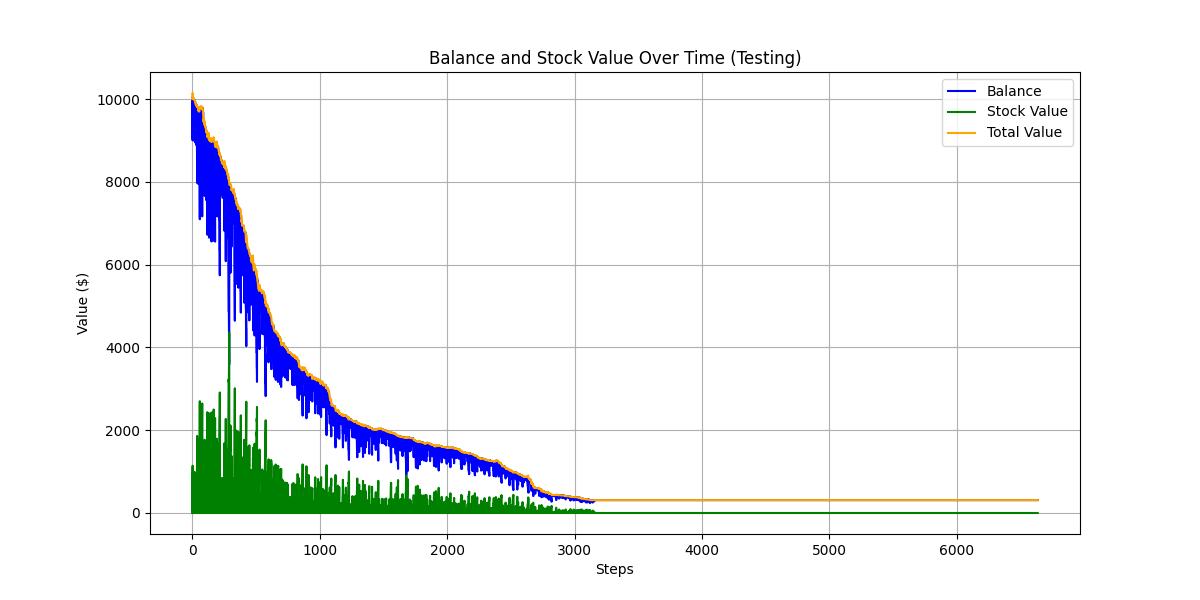 Balance and Stock Value Over Time (Testing)
Balance
Stock Value
Total Value
Value ($)
10000
8000
6000
4000
2000
0
0 1000 2000 3000 4000 5000 6000
Steps